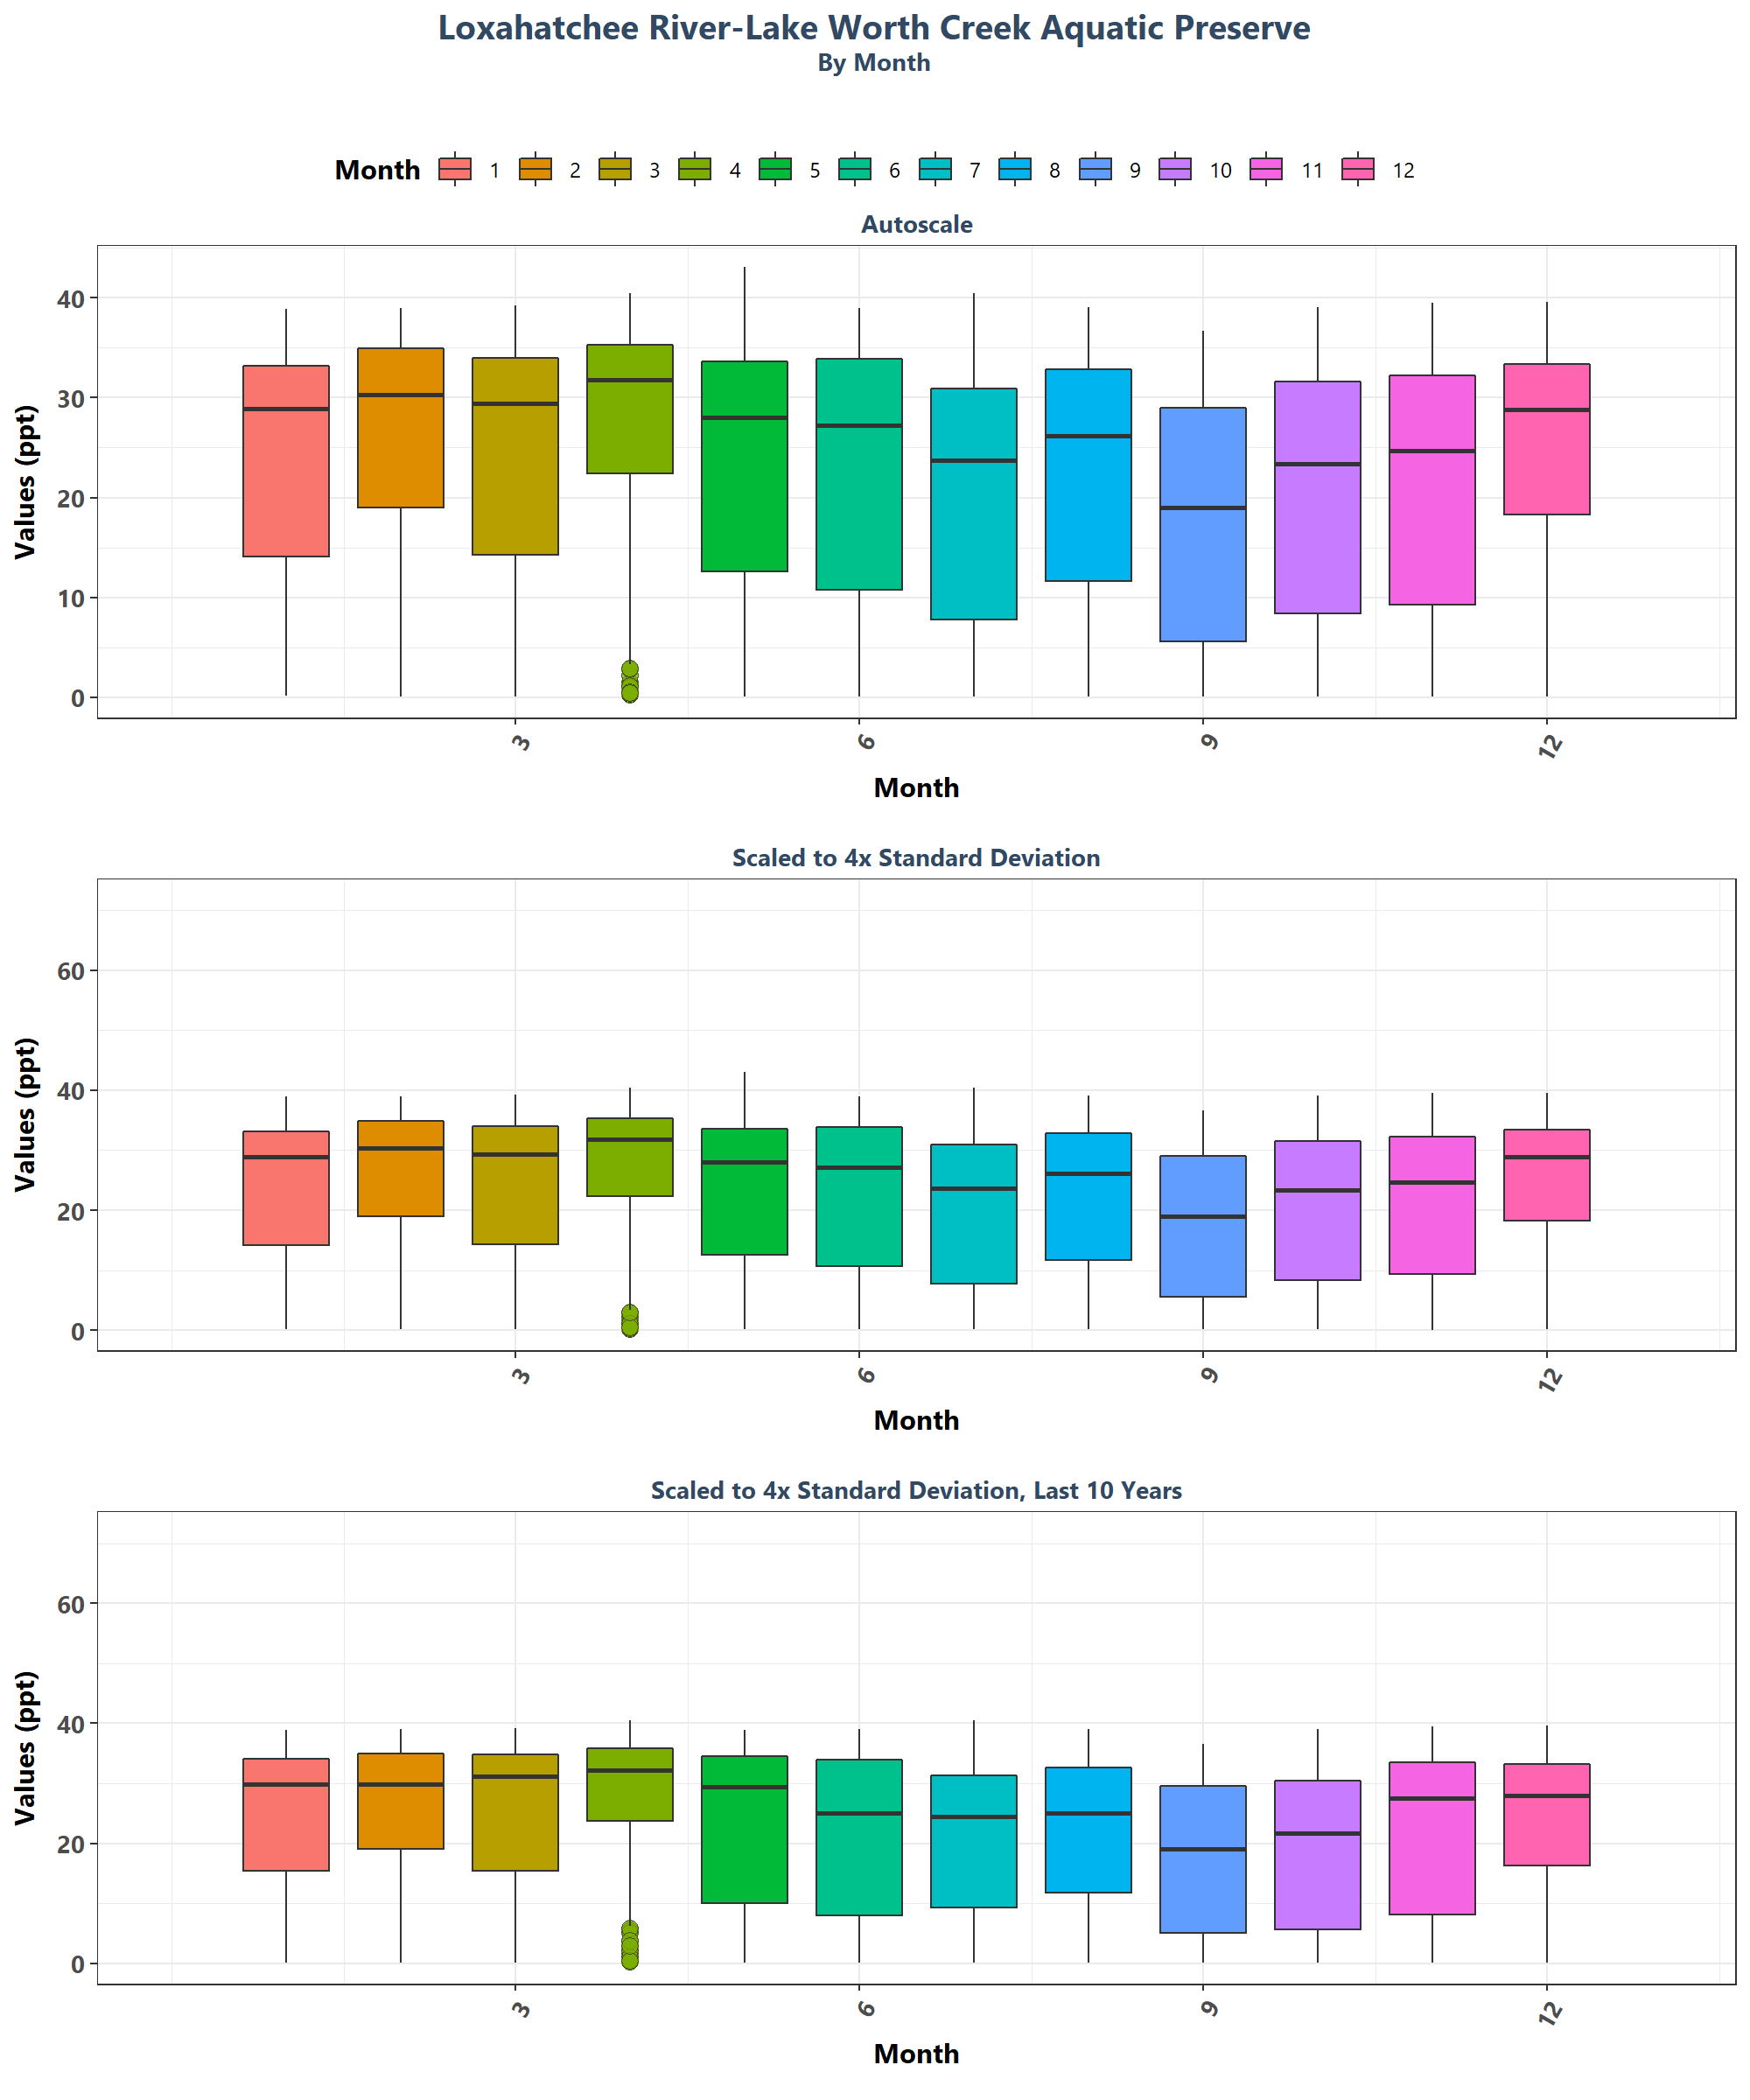 Loxahatchee River-Lake Worth Creek Aquatic Preserve
By Month
Month 1 2 3 4 5 6 7 8 9 10 11 12
Autoscale
Values (ppt)
40
30
20
10
0
3 6 9 12
Month
Scaled to 4x Standard Deviation
Values (ppt)
60
40
20
0
3 6 9 12
Month
Scaled to 4x Standard Deviation, Last 10 Years
Values (ppt)
60
40
20
0
3 6 9 12
Month